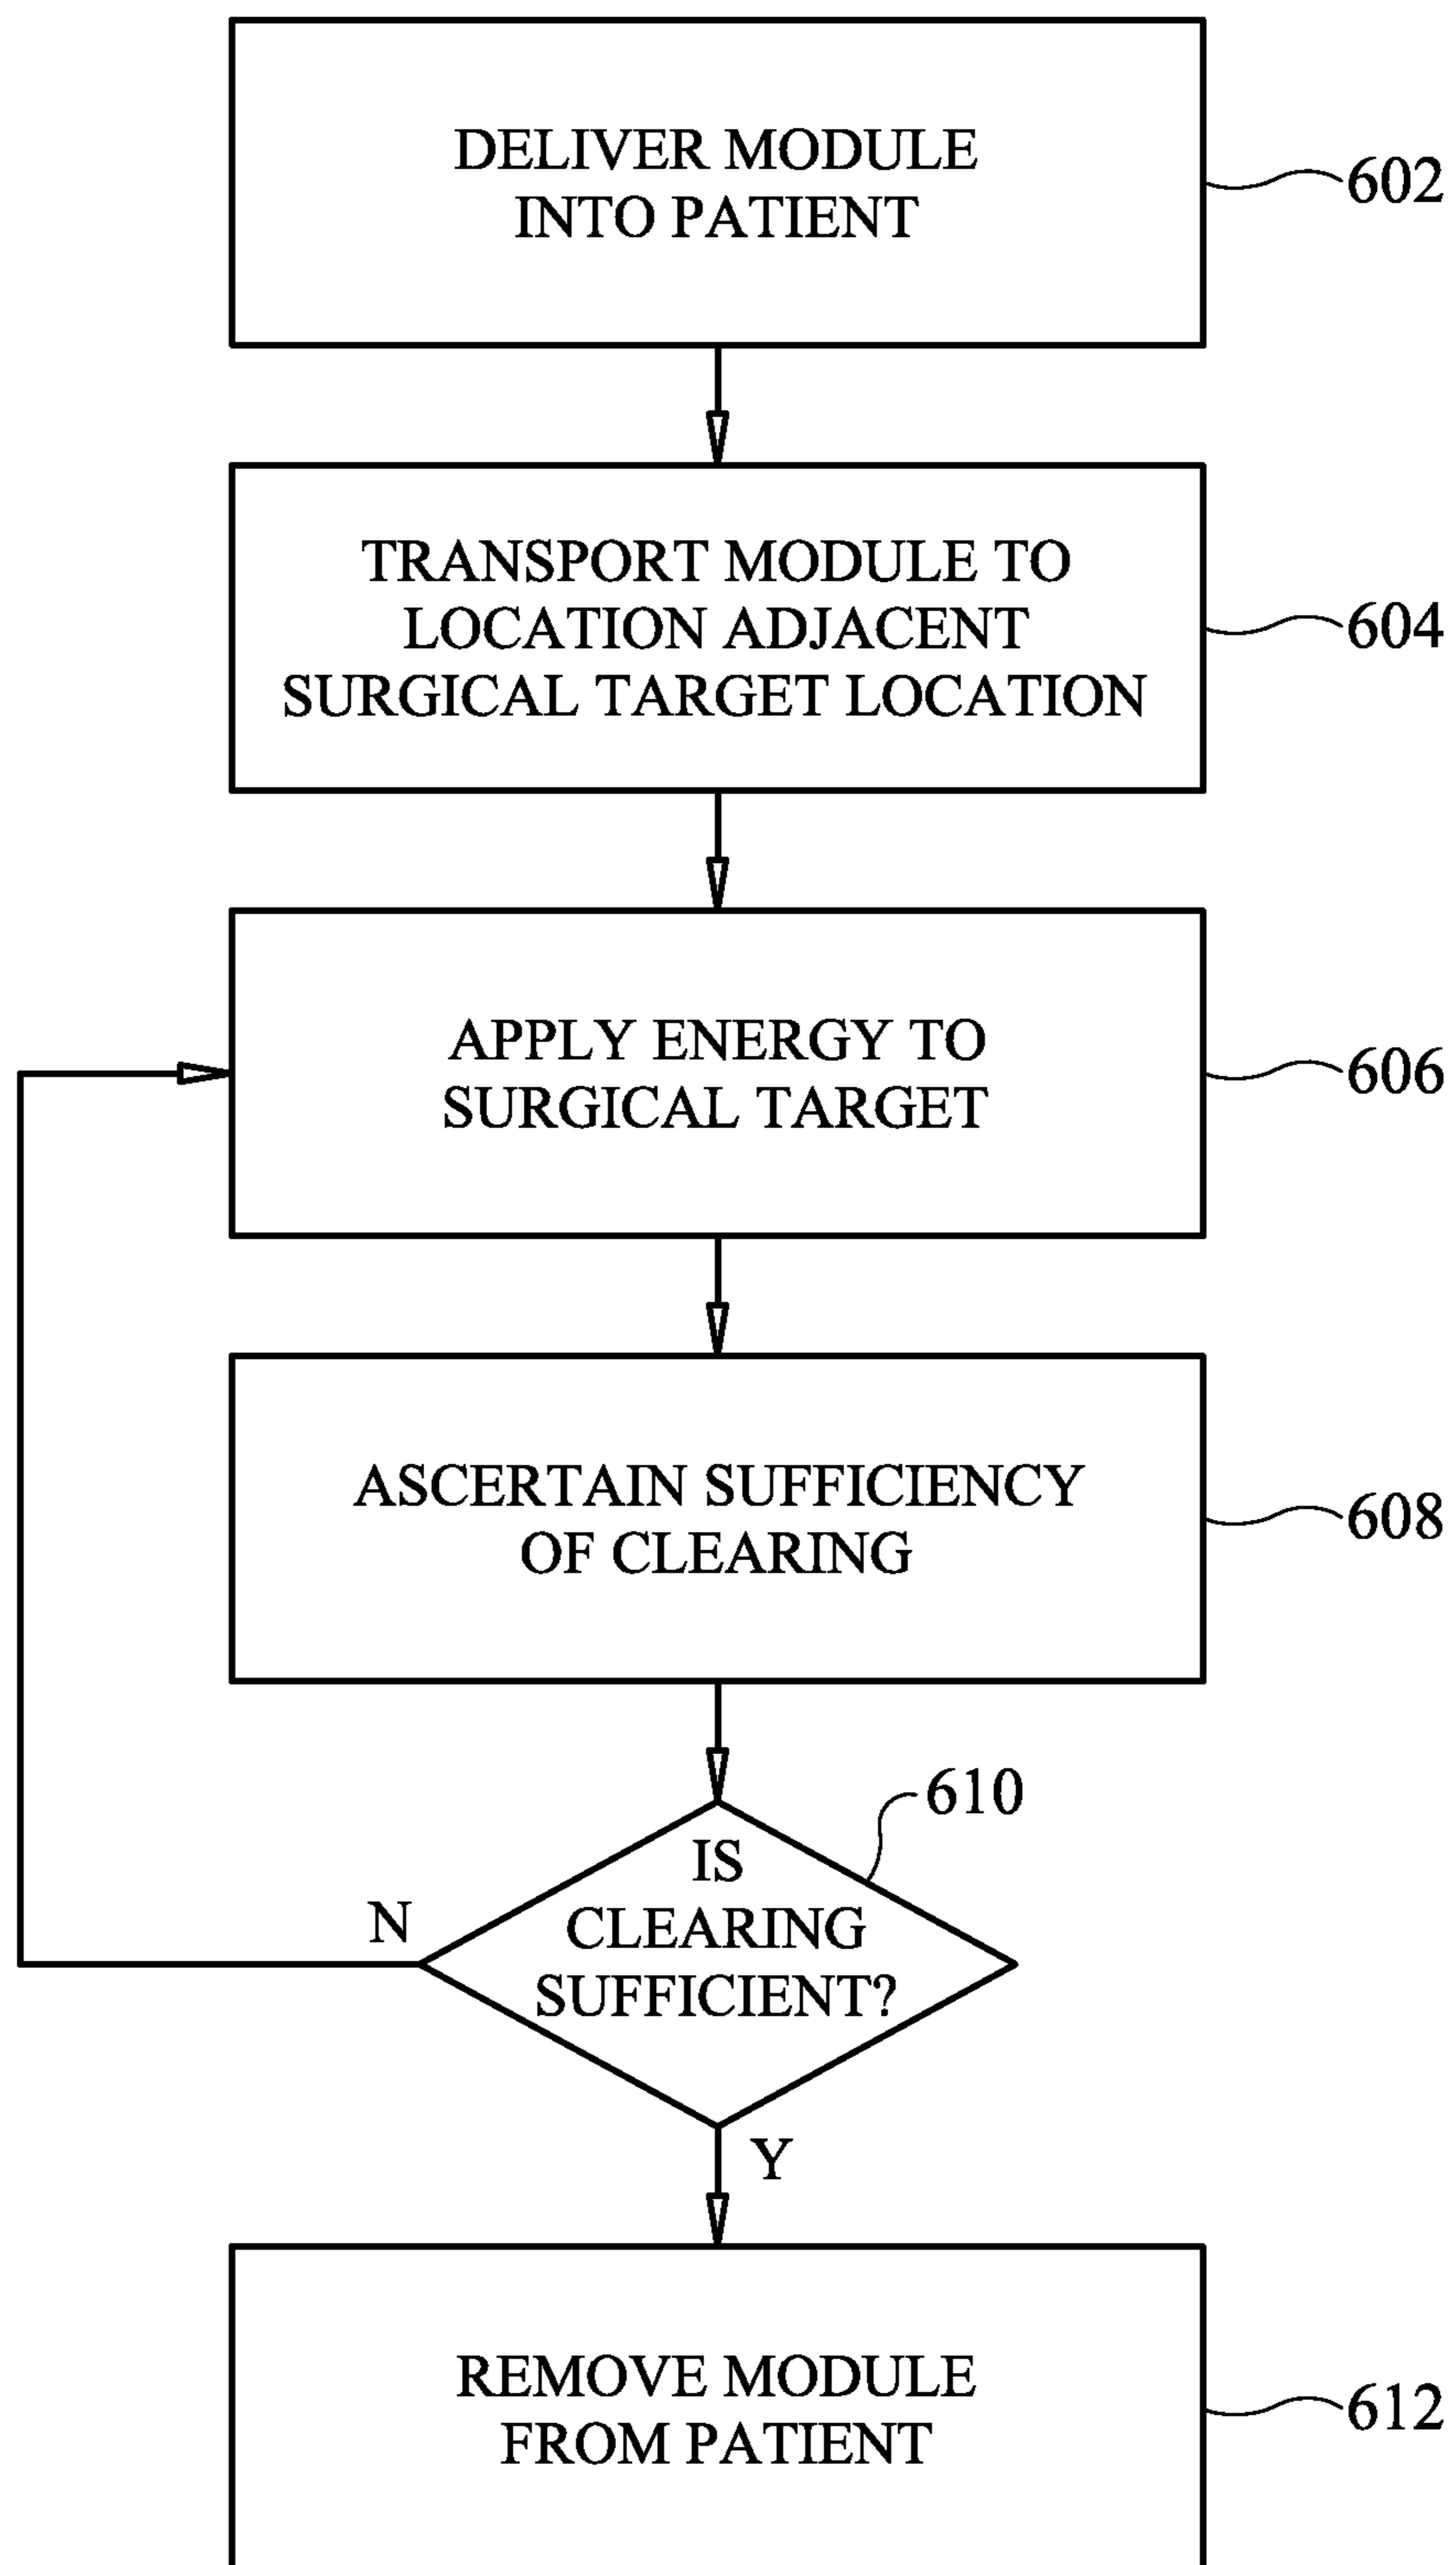 DELIVER MODULE
INTO PATIENT
602
TRANSPORT MODULE TO
LOCATION ADJACENT
SURGICAL TARGET LOCATION
604
APPLY ENERGY TO
SURGICAL TARGET
606
ASCERTAIN SUFFICIENCY
OF CLEARING
608
610
IS
CLEARING
SUFFICIENT?
N
Y
REMOVE MODULE
FROM PATIENT
612